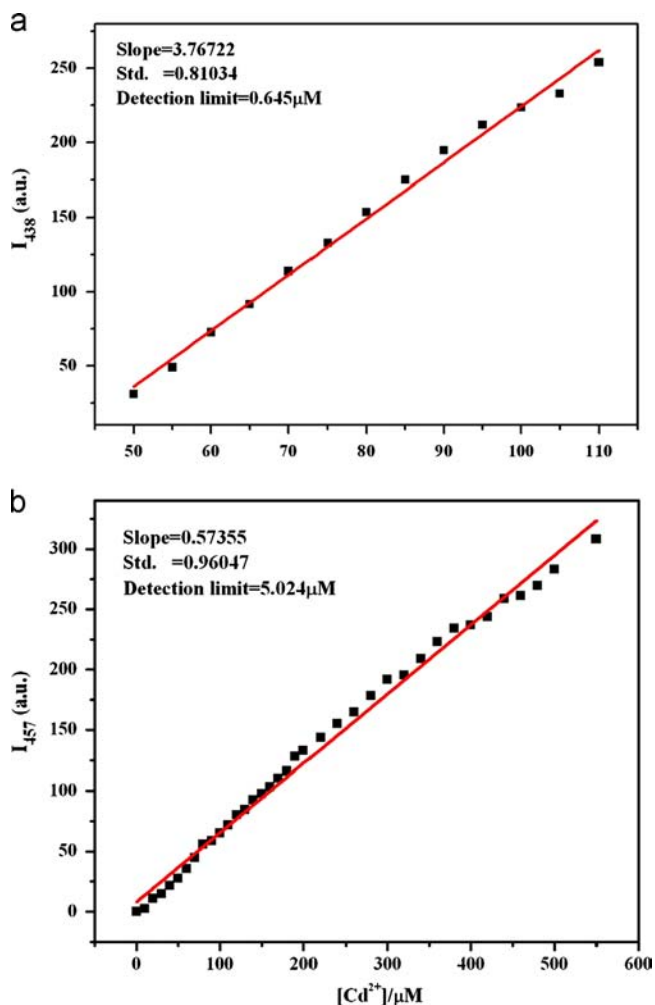 a
Slope=3.76722
Std. =0.81034
Detection limit=0.645μM
250
200
150
100
50
I438 (a.u.)
50 60 70 80 90 100 110
b
Slope=0.57355
Std. =0.96047
Detection limit=5.024μM
300
250
200
150
100
50
0
I457 (a.u.)
0 100 200 300 400 500 600
[Cd2+]/μM